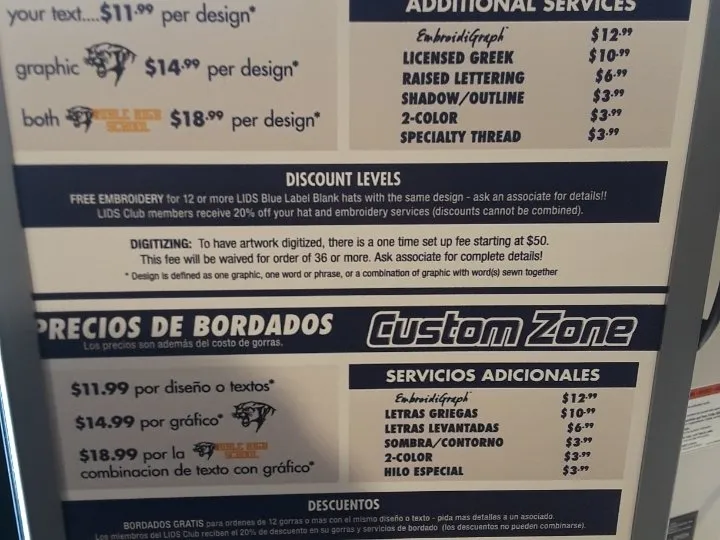 your text....$11.99 per design*
ADDITIONAL SERVICES
graphic $14.99 per design*
both NOBLE HIGH SCHOOL $18.99 per design*
EmbroidiGraph $12.99
LICENSED GREEK $10.99
RAISED LETTERING $6.99
SHADOW/OUTLINE $3.99
2-COLOR $3.99
SPECIALTY THREAD $3.99
DISCOUNT LEVELS
FREE EMBROIDERY for 12 or more LIDS Blue Label Blank hats with the same design - ask an associate for details!!
LIDS Club members receive 20% off your hat and embroidery services (discounts cannot be combined).
DIGITIZING: To have artwork digitized, there is a one time set up fee starting at $50.
This fee will be waived for order of 36 or more. Ask associate for complete details!
* Design is defined as one graphic, one word or phrase, or a combination of graphic with word(s) sewn together
PRECIOS DE BORDADOS
Los precios son además del costo de gorras.
Custom Zone
$11.99 por diseño o textos*
$14.99 por gráfico*
$18.99 por la NOBLE HIGH SCHOOL
combinacion de texto con gráfico*
SERVICIOS ADICIONALES
EmbroidiGraph $12.99
LETRAS GRIEGAS $10.99
LETRAS LEVANTADAS $6.99
SOMBRA/CONTORNO $3.99
2-COLOR $3.99
HILO ESPECIAL $3.99
DESCUENTOS
BORDADOS GRATIS para ordenes de 12 gorras o más con el mismo diseño o texto - pida mas detalles a un asociado
Los miembros del LIDS Club reciben el 20% de descuento en su gorras y servicios de bordado (los descuentos no pueden combinarse).